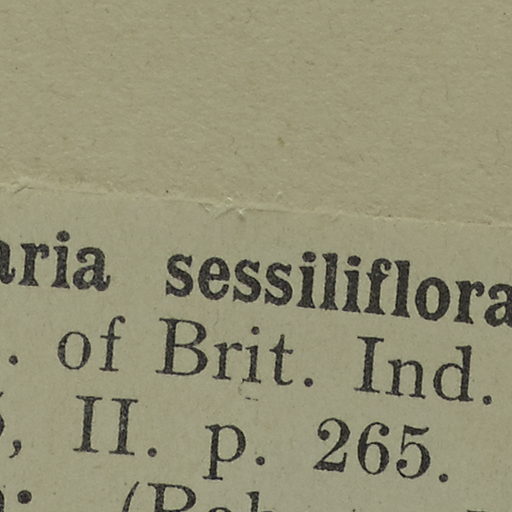 aria sessiliflora
. of Brit. Ind.
, II. p. 265.